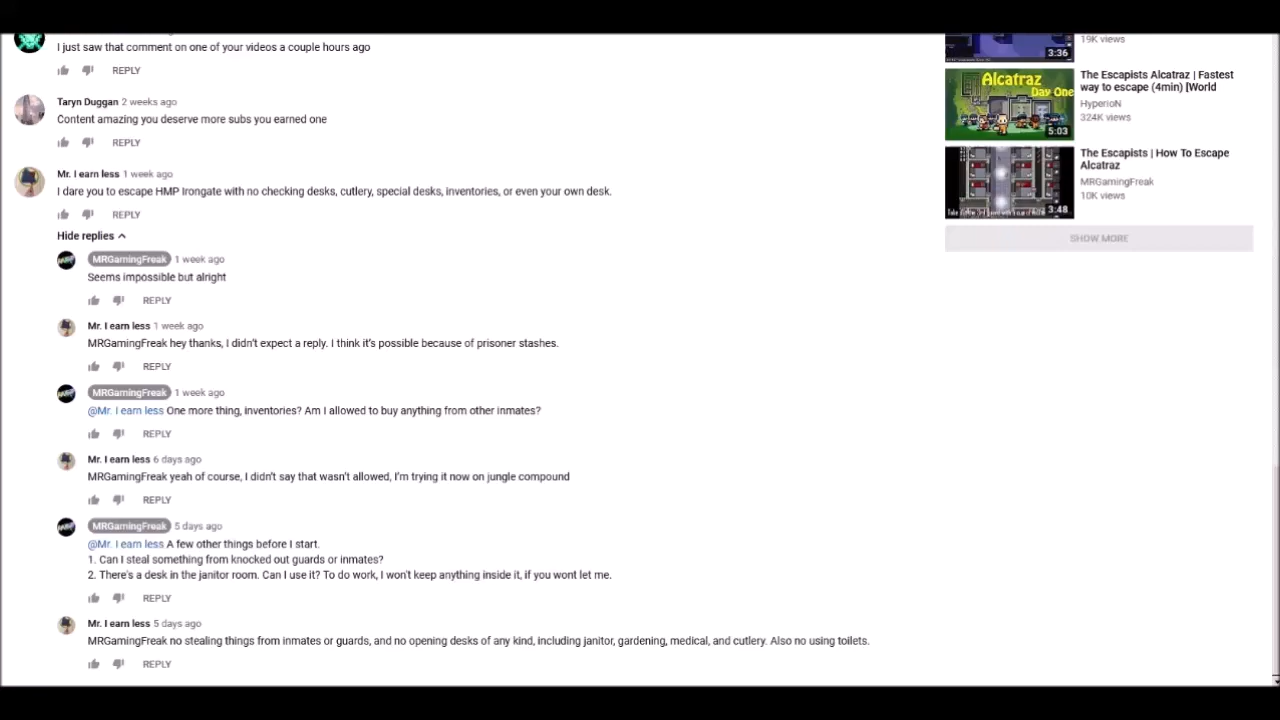 I just saw that comment on one of your videos a couple hours ago
REPLY
Taryn Duggan 2 weeks ago
Content amazing you deserve more subs you earned one
REPLY
Mr. I earn less 1 week ago
I dare you to escape HMP Irongate with no checking desks, cutlery, special desks, inventories, or even your own desk.
REPLY
Hide replies
MRGamingFreak 1 week ago
Seems impossible but alright
REPLY
Mr. I earn less 1 week ago
MRGamingFreak hey thanks, I didn't expect a reply. I think it's possible because of prisoner stashes.
REPLY
MRGamingFreak 1 week ago
@Mr. I earn less One more thing, inventories? Am I allowed to buy anything from other inmates?
REPLY
Mr. I earn less 6 days ago
MRGamingFreak yeah of course, I didn't say that wasn't allowed, I'm trying it now on jungle compound
REPLY
MRGamingFreak 5 days ago
@Mr. I earn less A few other things before I start.
1. Can I steal something from knocked out guards or inmates?
2. There's a desk in the janitor room. Can I use it? To do work, I won't keep anything inside it, if you wont let me.
REPLY
Mr. I earn less 5 days ago
MRGamingFreak no stealing things from inmates or guards, and no opening desks of any kind, including janitor, gardening, medical, and cutlery. Also no using toilets.
REPLY
19K views
3:36
Alcatraz
Day One
5:03
The Escapists Alcatraz | Fastest
way to escape (4min) [World
HyperioN
324K views
3:48
The Escapists | How To Escape
Alcatraz
MRGamingFreak
10K views
SHOW MORE